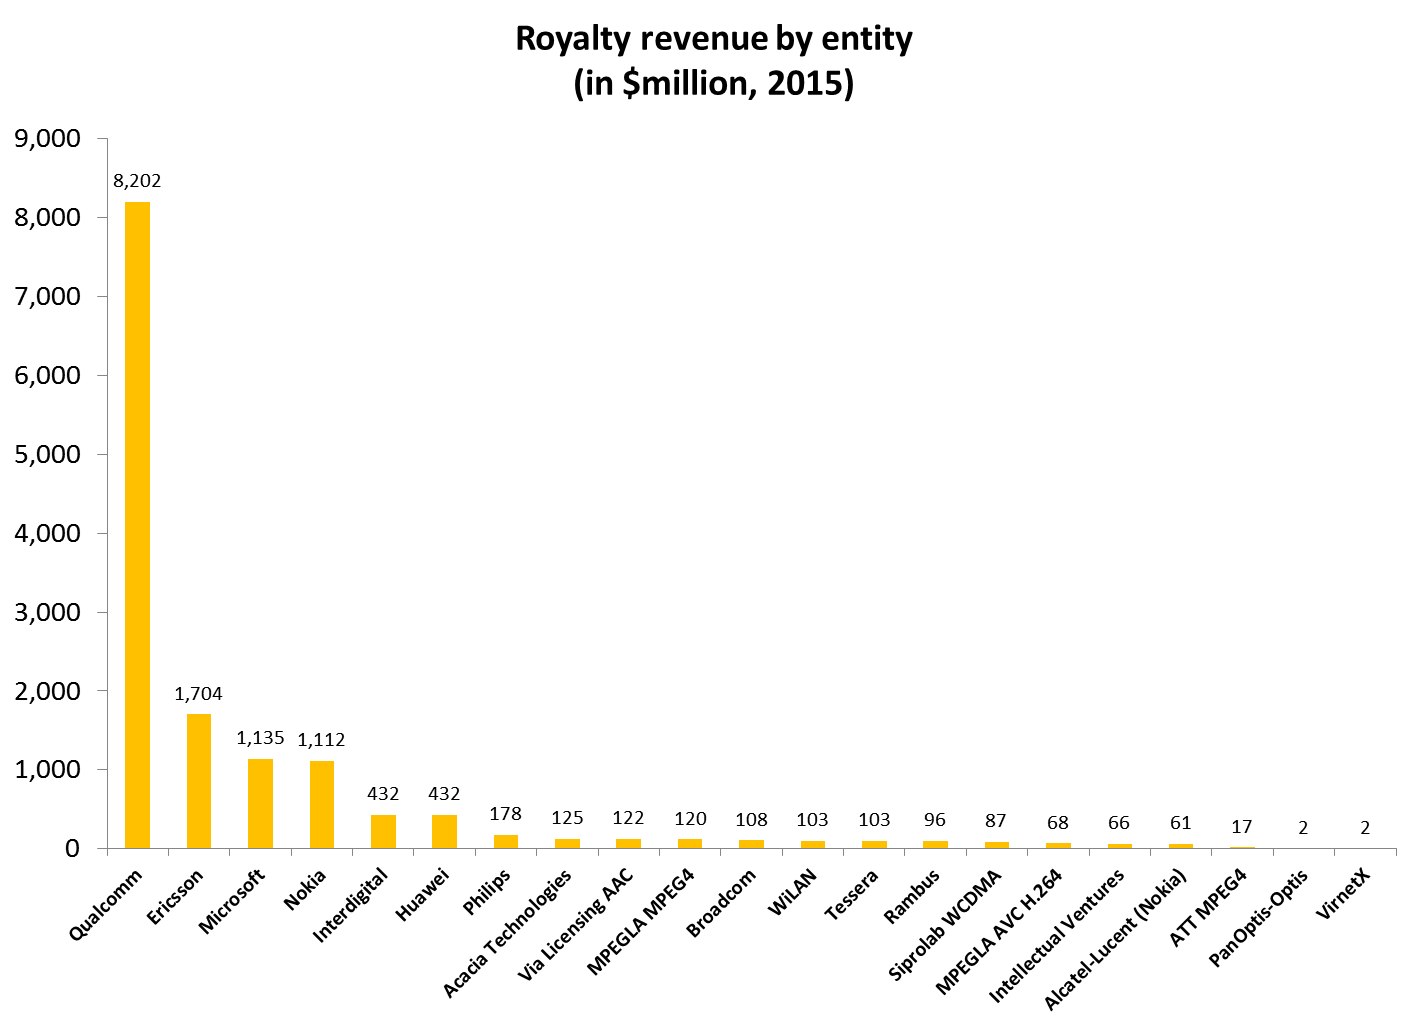 Royalty revenue by entity
(in $million, 2015)
9,000
8,000
7,000
6,000
5,000
4,000
3,000
2,000
1,000
0
8,202
1,704
1,135
1,112
432
432
178
125
122
120
108
103
103
96
87
68
66
61
17
2
2
Qualcomm
Ericsson
Microsoft
Nokia
Interdigital
Huawei
Philips
Acacia Technologies
Via Licensing AAC
MPEGLA MPEG4
Broadcom
WiLAN
Tessera
Rambus
Siprolab WCDMA
MPEGLA AVC H.264
Intellectual Ventures
Alcatel-Lucent (Nokia)
ATT MPEG4
PanOptis-Optis
VirnetX